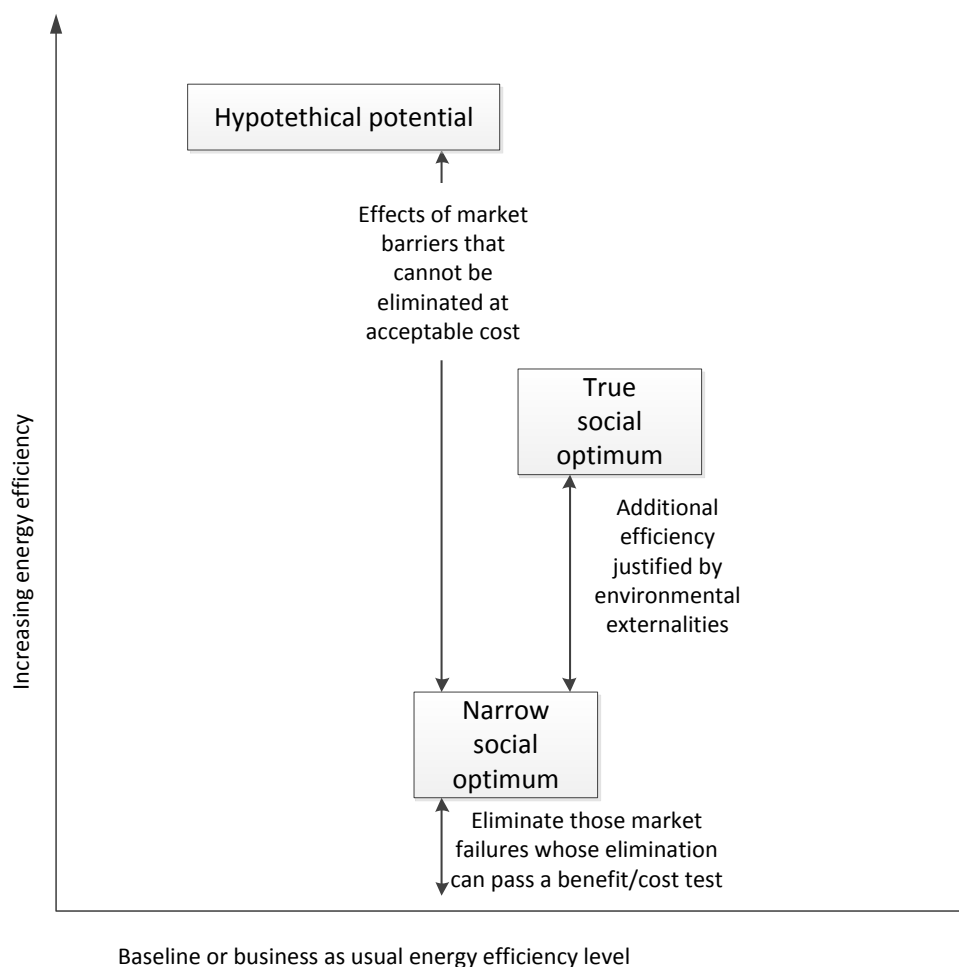 Hypotethical potential
Effects of market
barriers that
cannot be
eliminated at
acceptable cost
True
social
optimum
Additional
efficiency
justified by
environmental
externalities
Increasing energy efficiency
Narrow
social
optimum
Eliminate those market
failures whose elimination
can pass a benefit/cost test
Baseline or business as usual energy efficiency level